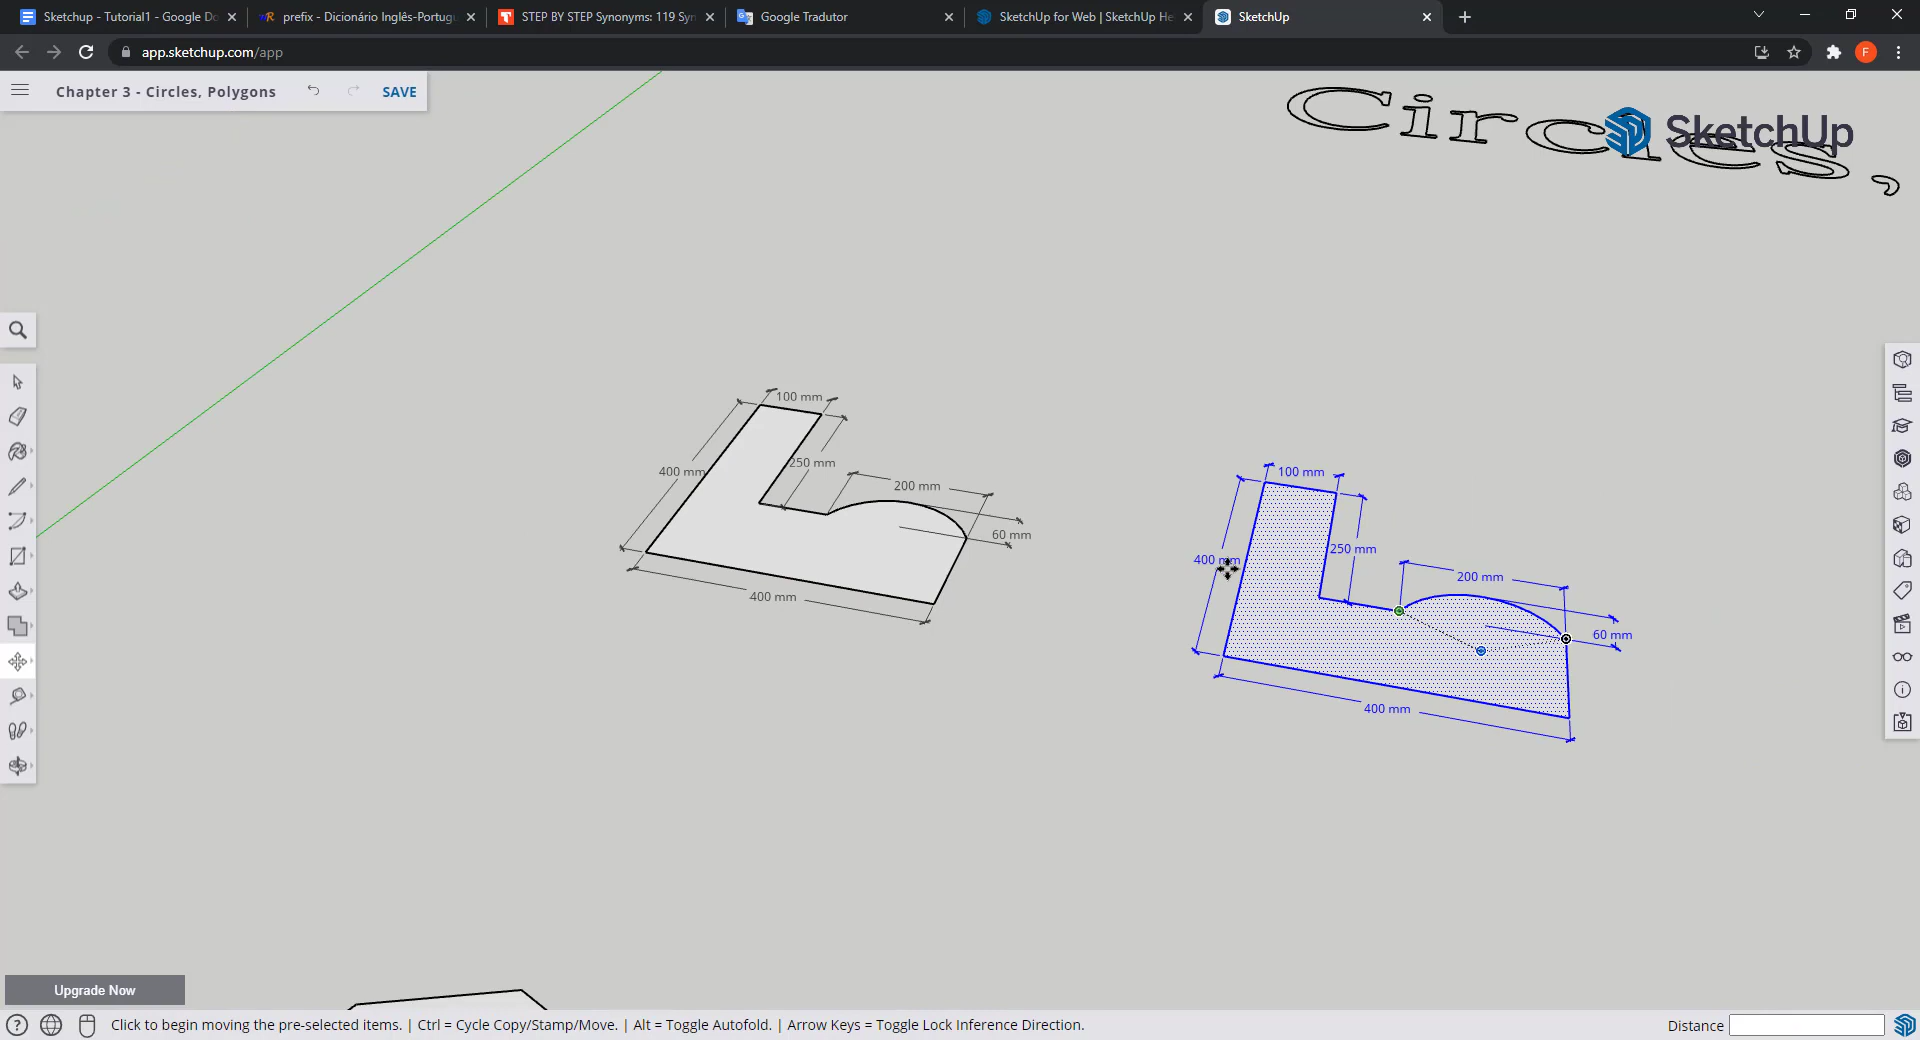 Sketchup - Tutorial1 - Google Do
prefix - Dicionário Inglês-Portugu
STEP BY STEP Synonyms: 119 Syn
Google Tradutor
SketchUp for Web | SketchUp He
SketchUp
app.sketchup.com/app
F
Chapter 3 - Circles, Polygons
SAVE
Circles,
SketchUp
100 mm
400 mm
250 mm
200 mm
60 mm
400 mm
100 mm
400 mm
250 mm
200 mm
60 mm
400 mm
Upgrade Now
Click to begin moving the pre-selected items. | Ctrl = Cycle Copy/Stamp/Move. | Alt = Toggle Autofold. | Arrow Keys = Toggle Lock Inference Direction.
Distance